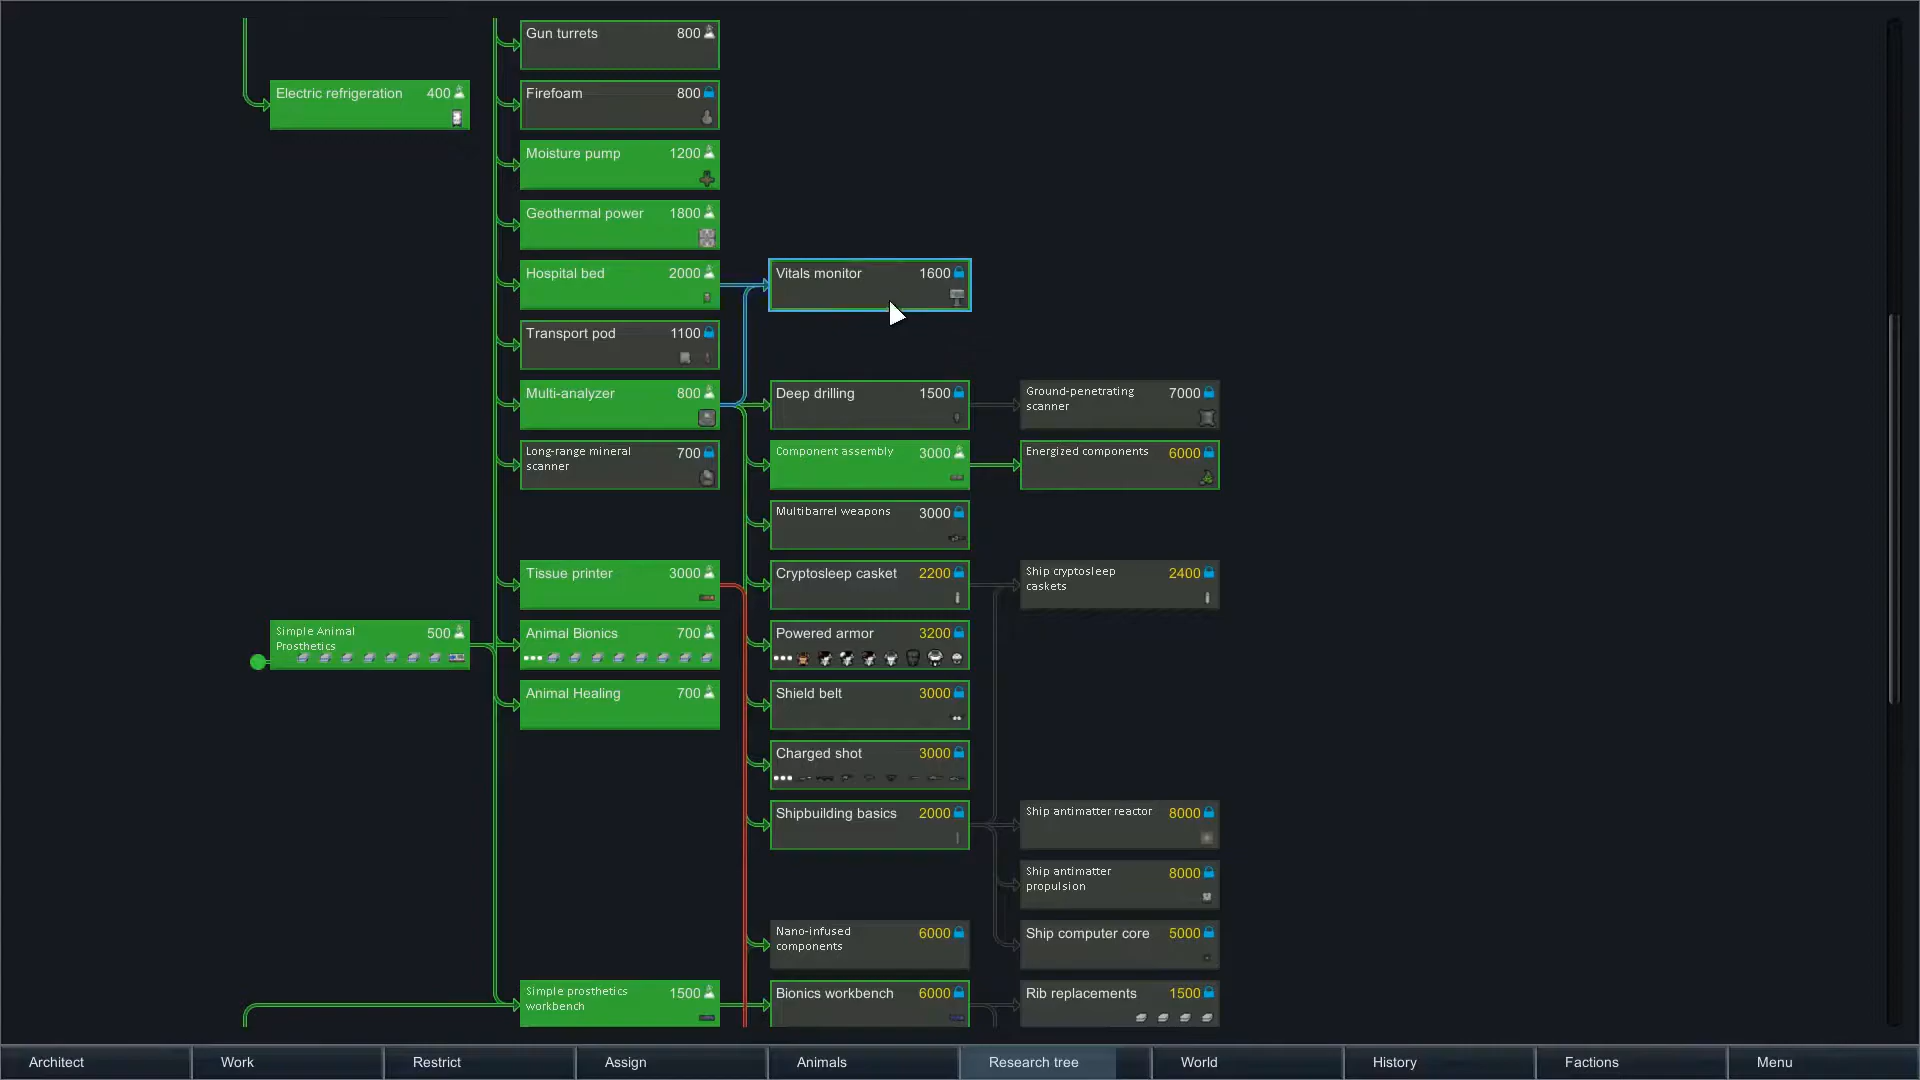 Gun turrets 800
Electric refrigeration 400
Firefoam 800
Moisture pump 1200
Geothermal power 1800
Hospital bed 2000
Vitals monitor 1600
Transport pod 1100
Multi-analyzer 800
Deep drilling 1500
Ground-penetrating
scanner 7000
Long-range mineral
scanner 700
Component assembly 3000
Energized components 6000
Multibarrel weapons 3000
Tissue printer 3000
Cryptosleep casket 2200
Ship cryptosleep
caskets 2400
Simple Animal
Prosthetics 500
Animal Bionics 700
Powered armor 3200
Animal Healing 700
Shield belt 3000
Charged shot 3000
Shipbuilding basics 2000
Ship antimatter reactor 8000
Ship antimatter
propulsion 8000
Nano-infused
components 6000
Ship computer core 5000
Simple prosthetics
workbench 1500
Bionics workbench 6000
Rib replacements 1500
Architect Work Restrict Assign Animals Research tree World History Factions Menu